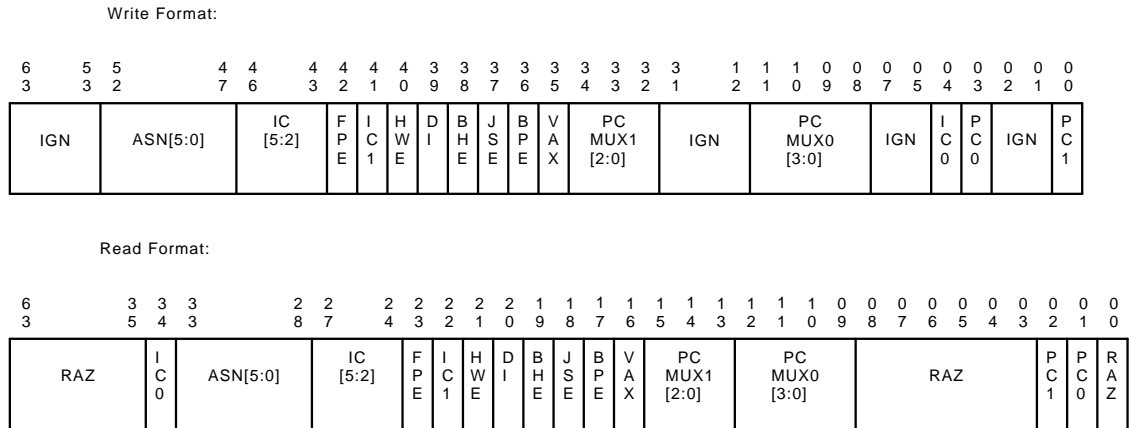 Write Format:
6 5 5 4 4 4 4 4 4 3 3 3 3 3 3 3 3 3 1 1 1 0 0 0 0 0 0 0 0 0
3 3 2 7 6 3 2 1 0 9 8 7 6 5 4 3 2 1 2 1 0 9 8 7 5 4 3 2 1 0
IGN
ASN[5:0]
IC
[5:2]
F
P
E
I
C
1
H
W
E
D
I
B
H
E
J
S
E
B
P
E
V
A
X
PC
MUX1
[2:0]
IGN
PC
MUX0
[3:0]
IGN
I
C
0
P
C
0
IGN
P
C
1
Read Format:
6 3 3 3 2 2 2 2 2 2 2 1 1 1 1 1 1 1 1 1 1 0 0 0 0 0 0 0 0 0 0
3 5 4 3 8 7 4 3 2 1 0 9 8 7 6 5 4 3 2 1 0 9 8 7 6 5 4 3 2 1 0
RAZ
I
C
0
ASN[5:0]
IC
[5:2]
F
P
E
I
C
1
H
W
E
D
I
B
H
E
J
S
E
B
P
E
V
A
X
PC
MUX1
[2:0]
PC
MUX0
[3:0]
RAZ
P
C
1
P
C
0
R
A
Z